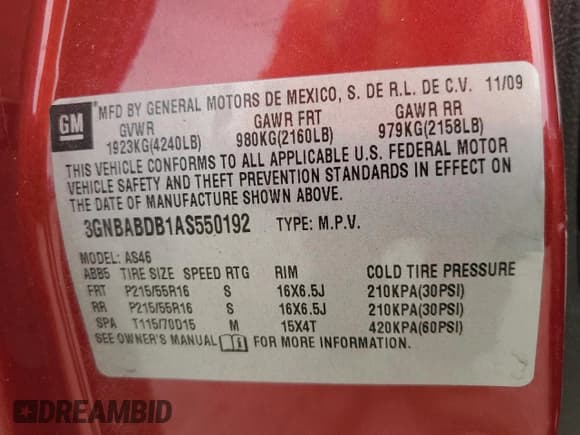 GM
MFD BY GENERAL MOTORS DE MEXICO, S. DE R.L. DE C.V. 11/09
GVWR GAWR FRT GAWR RR
1923KG(4240LB) 980KG(2160LB) 979KG(2158LB)
THIS VEHICLE CONFORMS TO ALL APPLICABLE U.S. FEDERAL MOTOR
VEHICLE SAFETY AND THEFT PREVENTION STANDARDS IN EFFECT ON
THE DATE OF MANUFACTURE SHOWN ABOVE.
3GNBABDB1AS550192 TYPE: M.P.V.
MODEL: AS46
ABB5 TIRE SIZE SPEED RTG RIM COLD TIRE PRESSURE
FRT P215/55R16 S 16X6.5J 210KPA(30PSI)
RR P215/55R16 S 16X6.5J 210KPA(30PSI)
SPA T115/70D15 M 15X4T 420KPA(60PSI)
SEE OWNER'S MANUAL FOR MORE INFORMATION.
DREAMBID